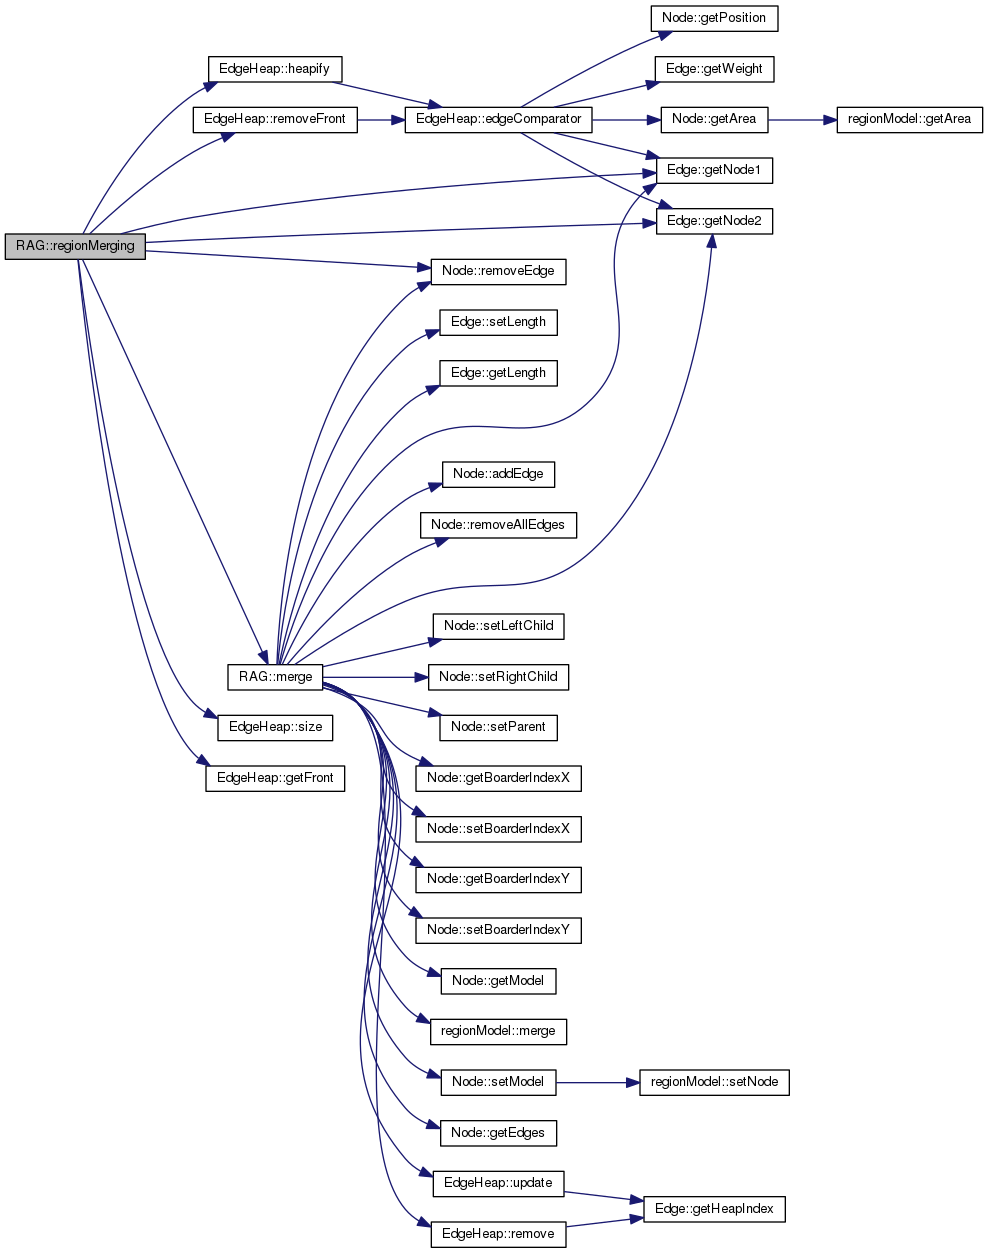 Node::getPosition
EdgeHeap::heapify
Edge::getWeight
EdgeHeap::removeFront
EdgeHeap::edgeComparator
Node::getArea
regionModel::getArea
Edge::getNode1
Edge::getNode2
RAG::regionMerging
Node::removeEdge
Edge::setLength
Edge::getLength
Node::addEdge
Node::removeAllEdges
Node::setLeftChild
RAG::merge
Node::setRightChild
EdgeHeap::size
Node::setParent
EdgeHeap::getFront
Node::getBoarderIndexX
Node::setBoarderIndexX
Node::getBoarderIndexY
Node::setBoarderIndexY
Node::getModel
regionModel::merge
Node::setModel
regionModel::setNode
Node::getEdges
EdgeHeap::update
Edge::getHeapIndex
EdgeHeap::remove